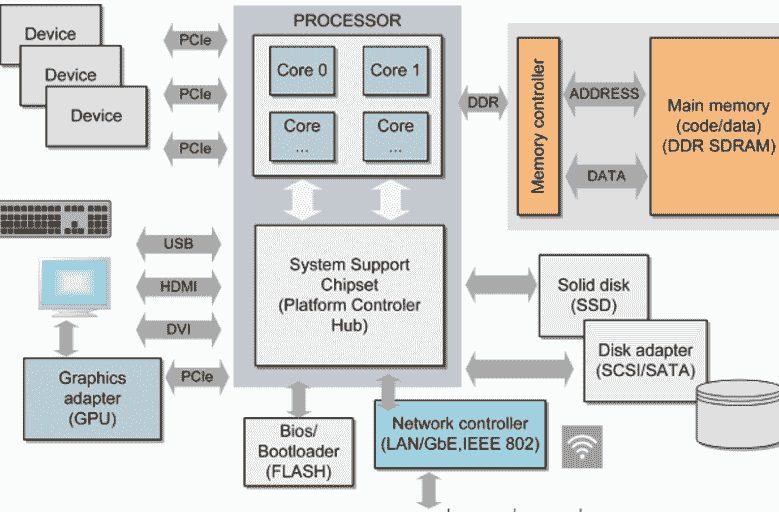 PROCESSOR
Device
Device
Device
PCIe
PCIe
PCIe
Core 0
Core 1
Core
...
Core
...
DDR
Memory controller
ADDRESS
DATA
Main memory
(code/data)
(DDR SDRAM)
USB
HDMI
DVI
PCIe
System Support
Chipset
(Platform Controler
Hub)
Solid disk
(SSD)
Disk adapter
(SCSI/SATA)
Graphics
adapter
(GPU)
Bios/
Bootloader
(FLASH)
Network controller
(LAN/GbE,IEEE 802)